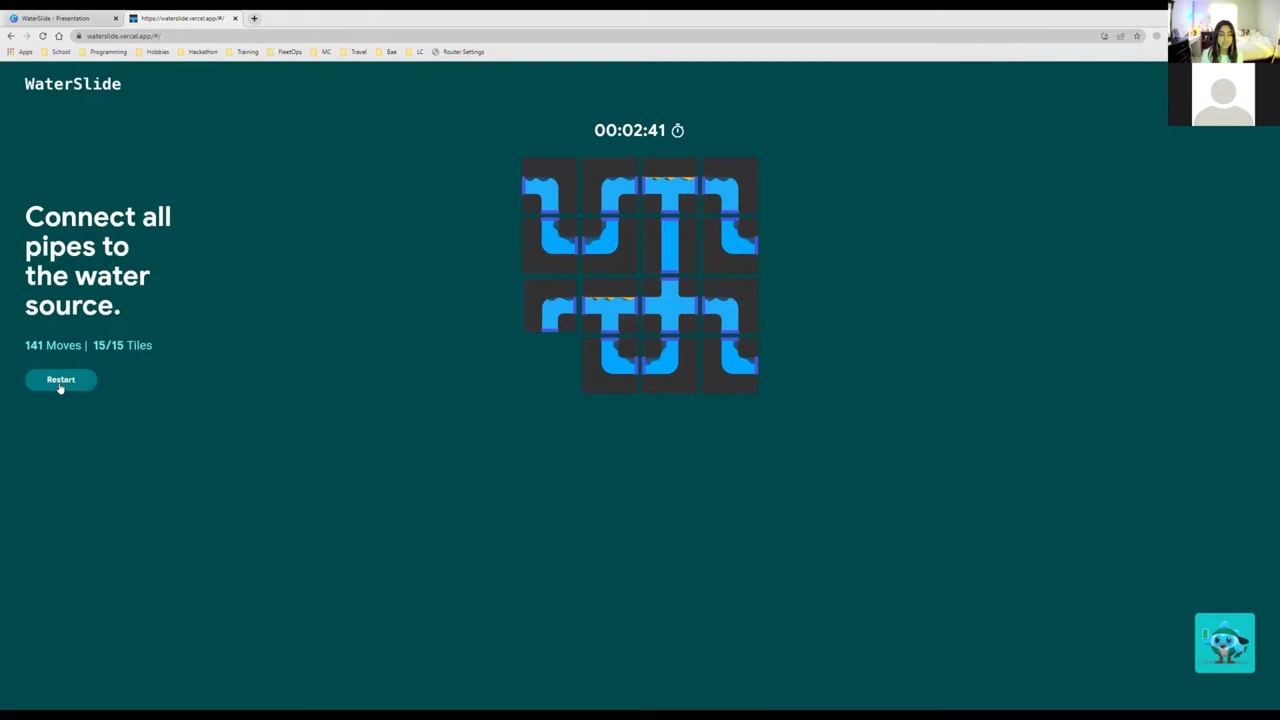 WaterSlide - Presentation
https://waterslide.vercel.app/#/
waterslide.vercel.app/#/
Apps School Programming Hobbies Hackathon Training FleetOps MC Travel Bae LC Router Settings
WaterSlide
00:02:41
Connect all
pipes to
the water
source.
141 Moves | 15/15 Tiles
Restart